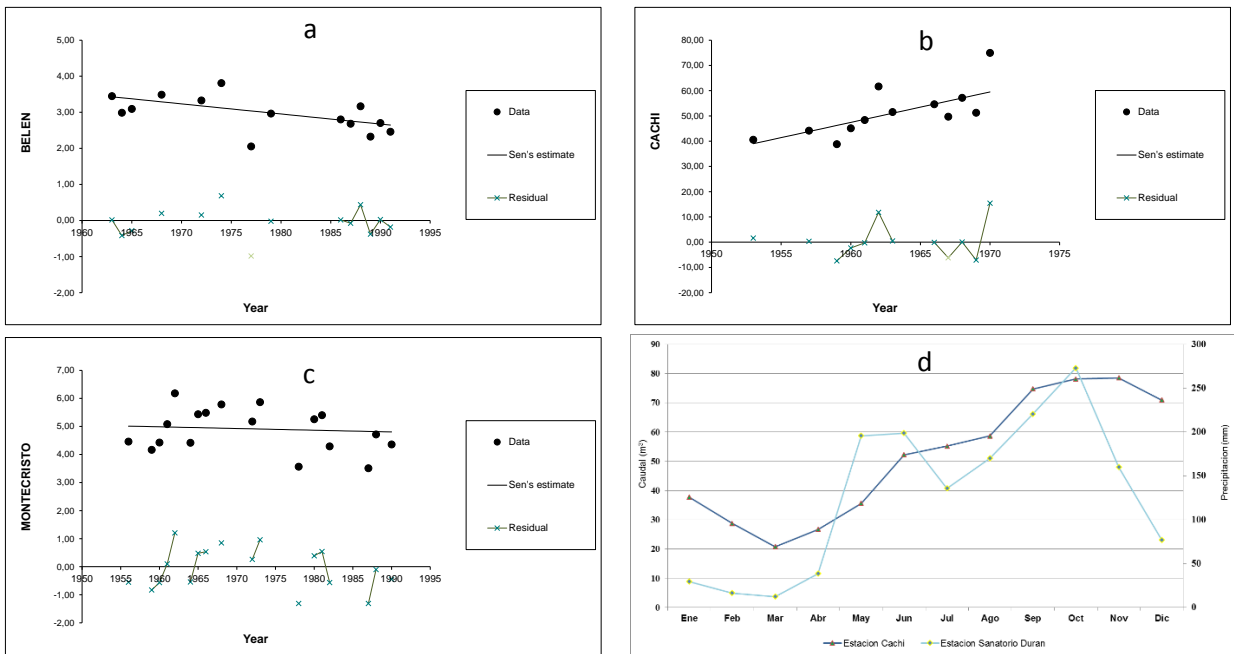 a
5,00
4,00
3,00
2,00
1,00
0,00
-1,00
-2,00
1960 1965 1970 1975 1980 1985 1990 1995
BELEN
Year
Data
Sen's estimate
Residual
b
80,00
70,00
60,00
50,00
40,00
30,00
20,00
10,00
0,00
-10,00
-20,00
1950 1955 1960 1965 1970 1975
CACHI
Year
Data
Sen's estimate
Residual
c
7,00
6,00
5,00
4,00
3,00
2,00
1,00
0,00
-1,00
-2,00
1950 1955 1960 1965 1970 1975 1980 1985 1990 1995
MONTECRISTO
Year
Data
Sen's estimate
Residual
d
90
80
70
60
50
40
30
20
10
0
Caudal (m³)
300
250
200
150
100
50
0
Precipitacion (mm)
Ene Feb Mar Abr May Jun Jul Ago Sep Oct Nov Dic
Estacion Cachi Estacion Sanatorio Duran